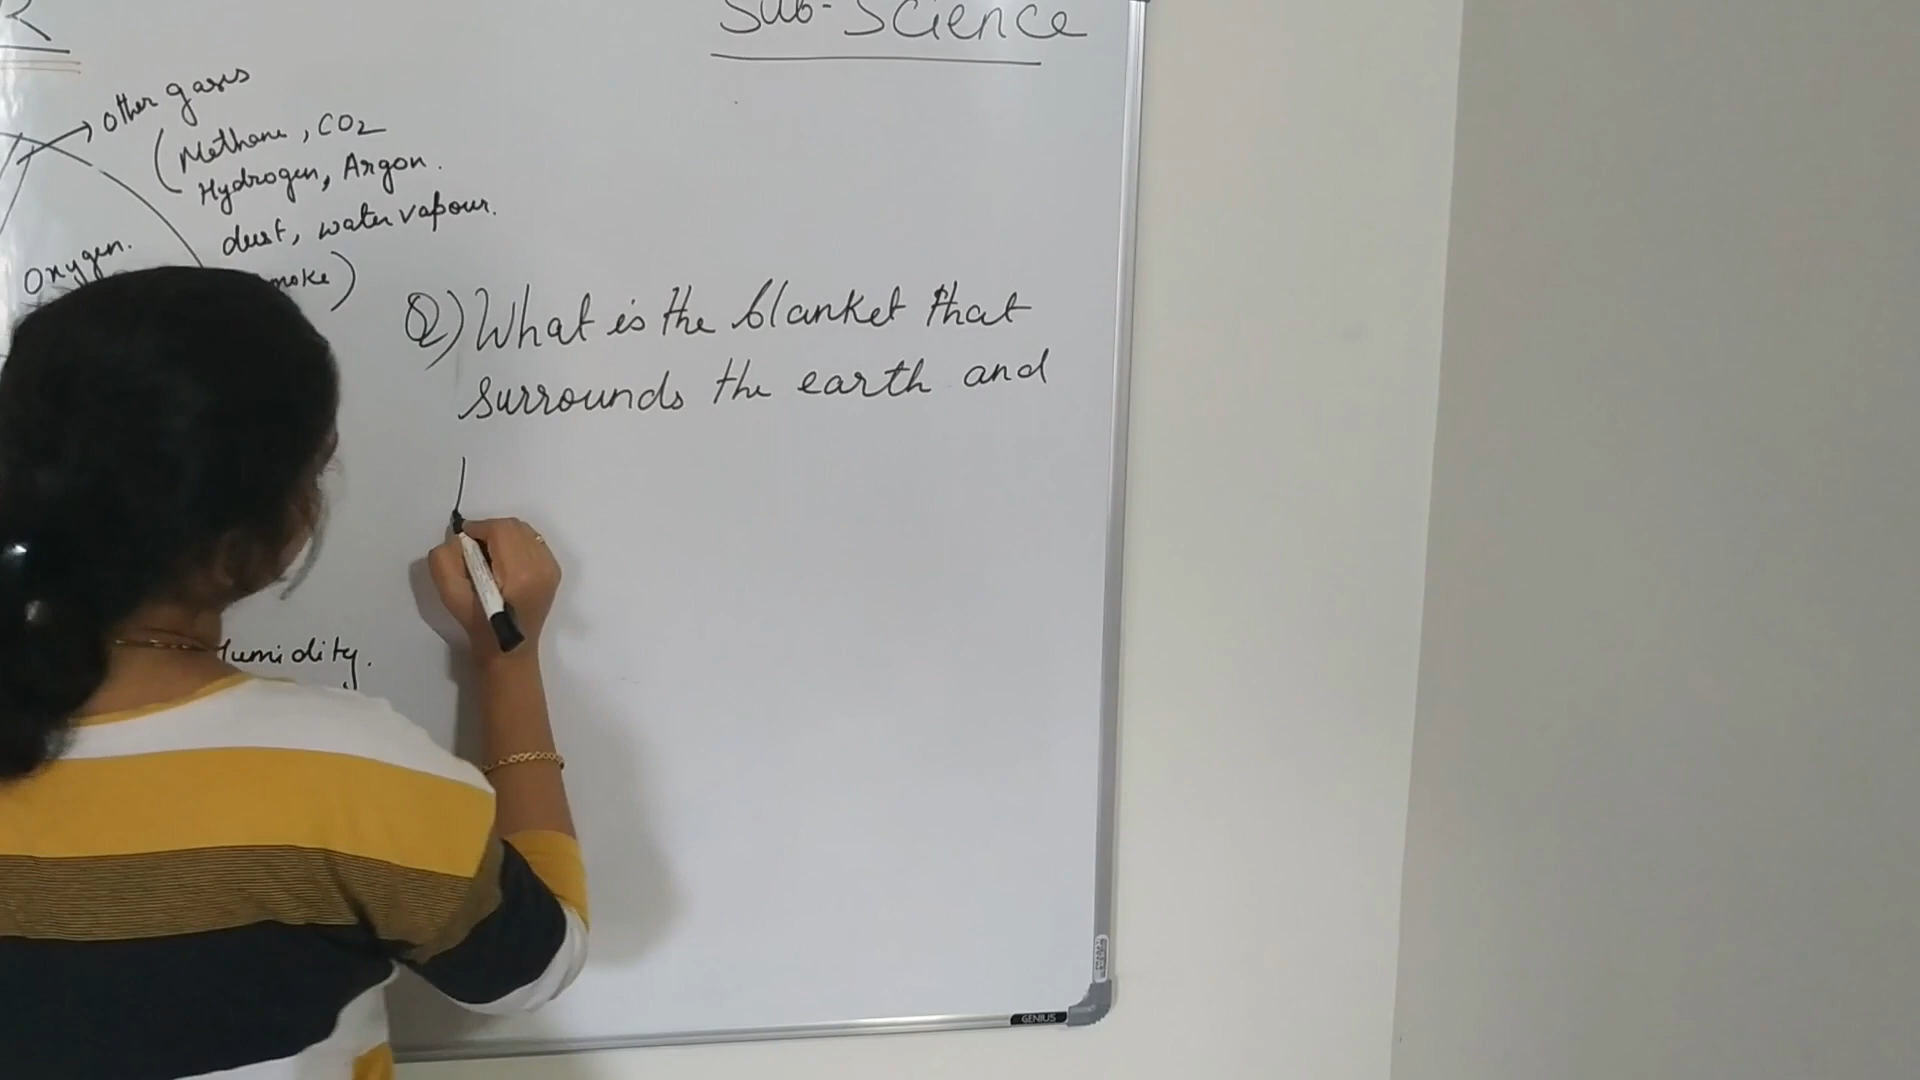 Sub-Science
R
Other gases
(Methane, CO2
Hydrogen, Argon.
dust, water vapour.
moke)
Oxygen.
Q) What is the blanket that
surrounds the earth and
Humidity.
GENIUS